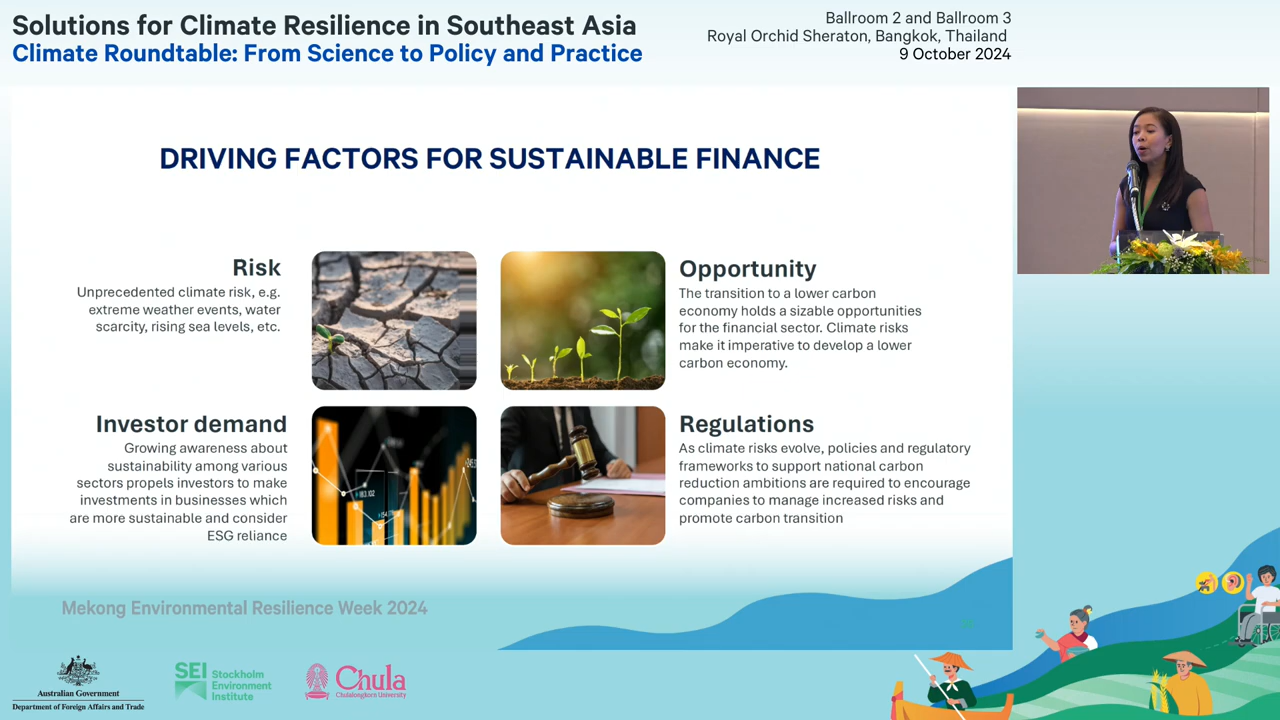 Solutions for Climate Resilience in Southeast Asia
Climate Roundtable: From Science to Policy and Practice
Ballroom 2 and Ballroom 3
Royal Orchid Sheraton, Bangkok, Thailand
9 October 2024
DRIVING FACTORS FOR SUSTAINABLE FINANCE
Risk
Unprecedented climate risk, e.g.
extreme weather events, water
scarcity, rising sea levels, etc.
Opportunity
The transition to a lower carbon
economy holds a sizable opportunities
for the financial sector. Climate risks
make it imperative to develop a lower
carbon economy.
Investor demand
Growing awareness about
sustainability among various
sectors propels investors to make
investments in businesses which
are more sustainable and consider
ESG reliance
Regulations
As climate risks evolve, policies and regulatory
frameworks to support national carbon
reduction ambitions are required to encourage
companies to manage increased risks and
promote carbon transition
Mekong Environmental Resilience Week 2024
Australian Government
Department of Foreign Affairs and Trade
SEI
Stockholm
Environment
Institute
Chula
Chulalongkorn University